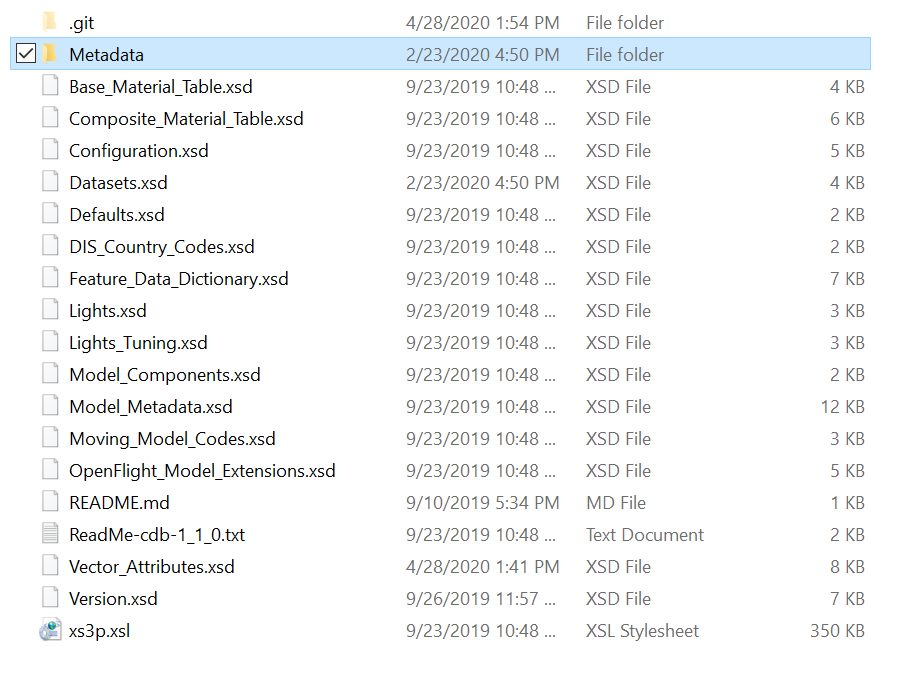 .git 4/28/2020 1:54 PM File folder
Metadata 2/23/2020 4:50 PM File folder
Base_Material_Table.xsd 9/23/2019 10:48 ... XSD File 4 KB
Composite_Material_Table.xsd 9/23/2019 10:48 ... XSD File 6 KB
Configuration.xsd 9/23/2019 10:48 ... XSD File 5 KB
Datasets.xsd 2/23/2020 4:50 PM XSD File 4 KB
Defaults.xsd 9/23/2019 10:48 ... XSD File 2 KB
DIS_Country_Codes.xsd 9/23/2019 10:48 ... XSD File 2 KB
Feature_Data_Dictionary.xsd 9/23/2019 10:48 ... XSD File 7 KB
Lights.xsd 9/23/2019 10:48 ... XSD File 3 KB
Lights_Tuning.xsd 9/23/2019 10:48 ... XSD File 3 KB
Model_Components.xsd 9/23/2019 10:48 ... XSD File 2 KB
Model_Metadata.xsd 9/23/2019 10:48 ... XSD File 12 KB
Moving_Model_Codes.xsd 9/23/2019 10:48 ... XSD File 3 KB
OpenFlight_Model_Extensions.xsd 9/23/2019 10:48 ... XSD File 5 KB
README.md 9/10/2019 5:34 PM MD File 1 KB
ReadMe-cdb-1_1_0.txt 9/23/2019 10:48 ... Text Document 2 KB
Vector_Attributes.xsd 4/28/2020 1:41 PM XSD File 8 KB
Version.xsd 9/26/2019 11:57 ... XSD File 7 KB
xs3p.xsl 9/23/2019 10:48 ... XSL Stylesheet 350 KB